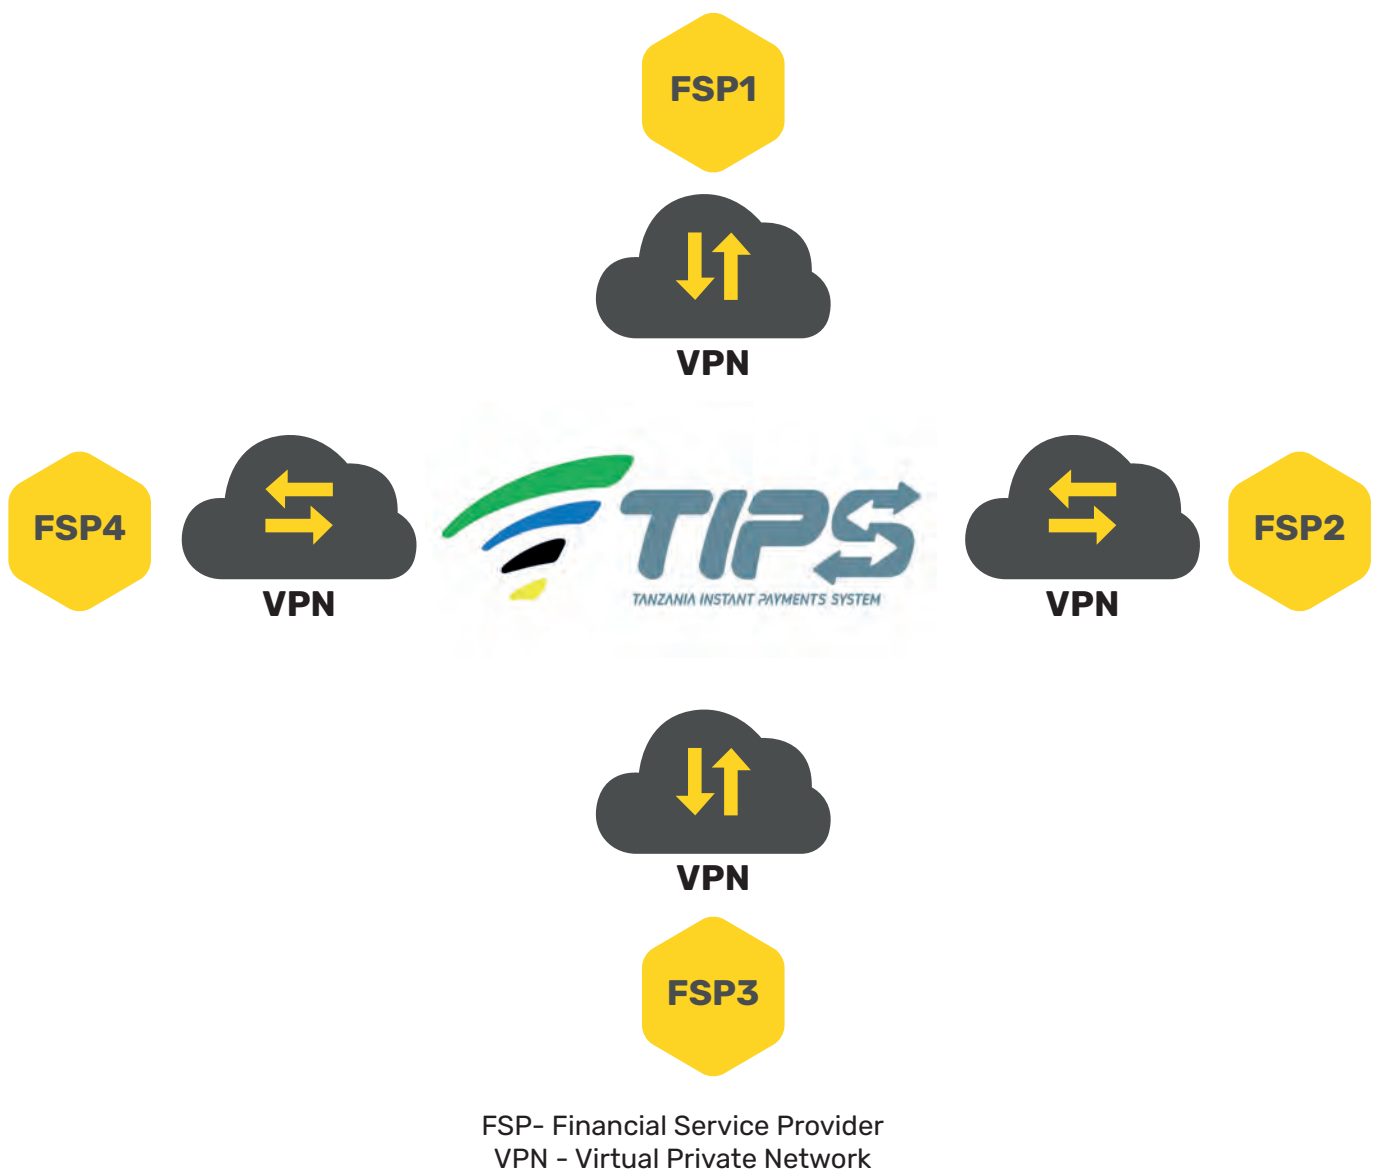 FSP1
VPN
FSP4
VPN
TIPS
TANZANIA INSTANT PAYMENTS SYSTEM
VPN
FSP2
VPN
FSP3
FSP- Financial Service Provider
VPN - Virtual Private Network